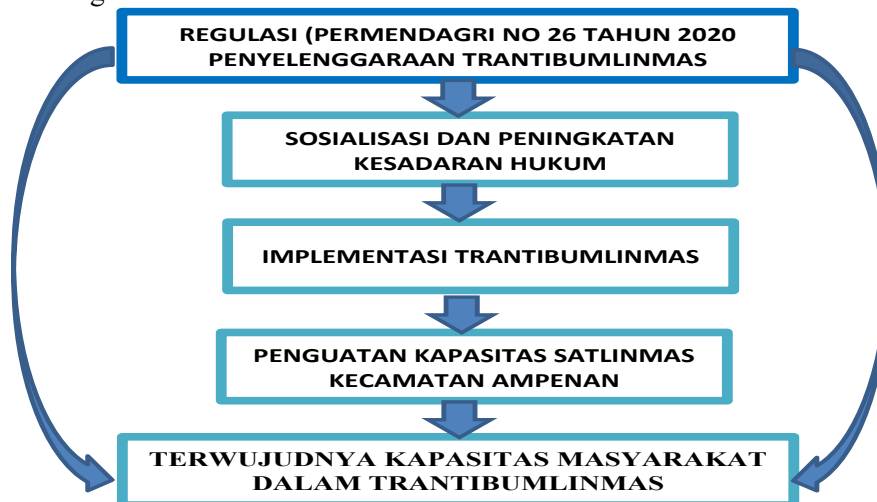 REGULASI (PERMENDAGRI NO 26 TAHUN 2020
PENYELENGGARAAN TRANTIBUMLINMAS
SOSIALISASI DAN PENINGKATAN
KESADARAN HUKUM
IMPLEMENTASI TRANTIBUMLINMAS
PENGUATAN KAPASITAS SATLINMAS
KECAMATAN AMPENAN
TERWUJUDNYA KAPASITAS MASYARAKAT
DALAM TRANTIBUMLINMAS